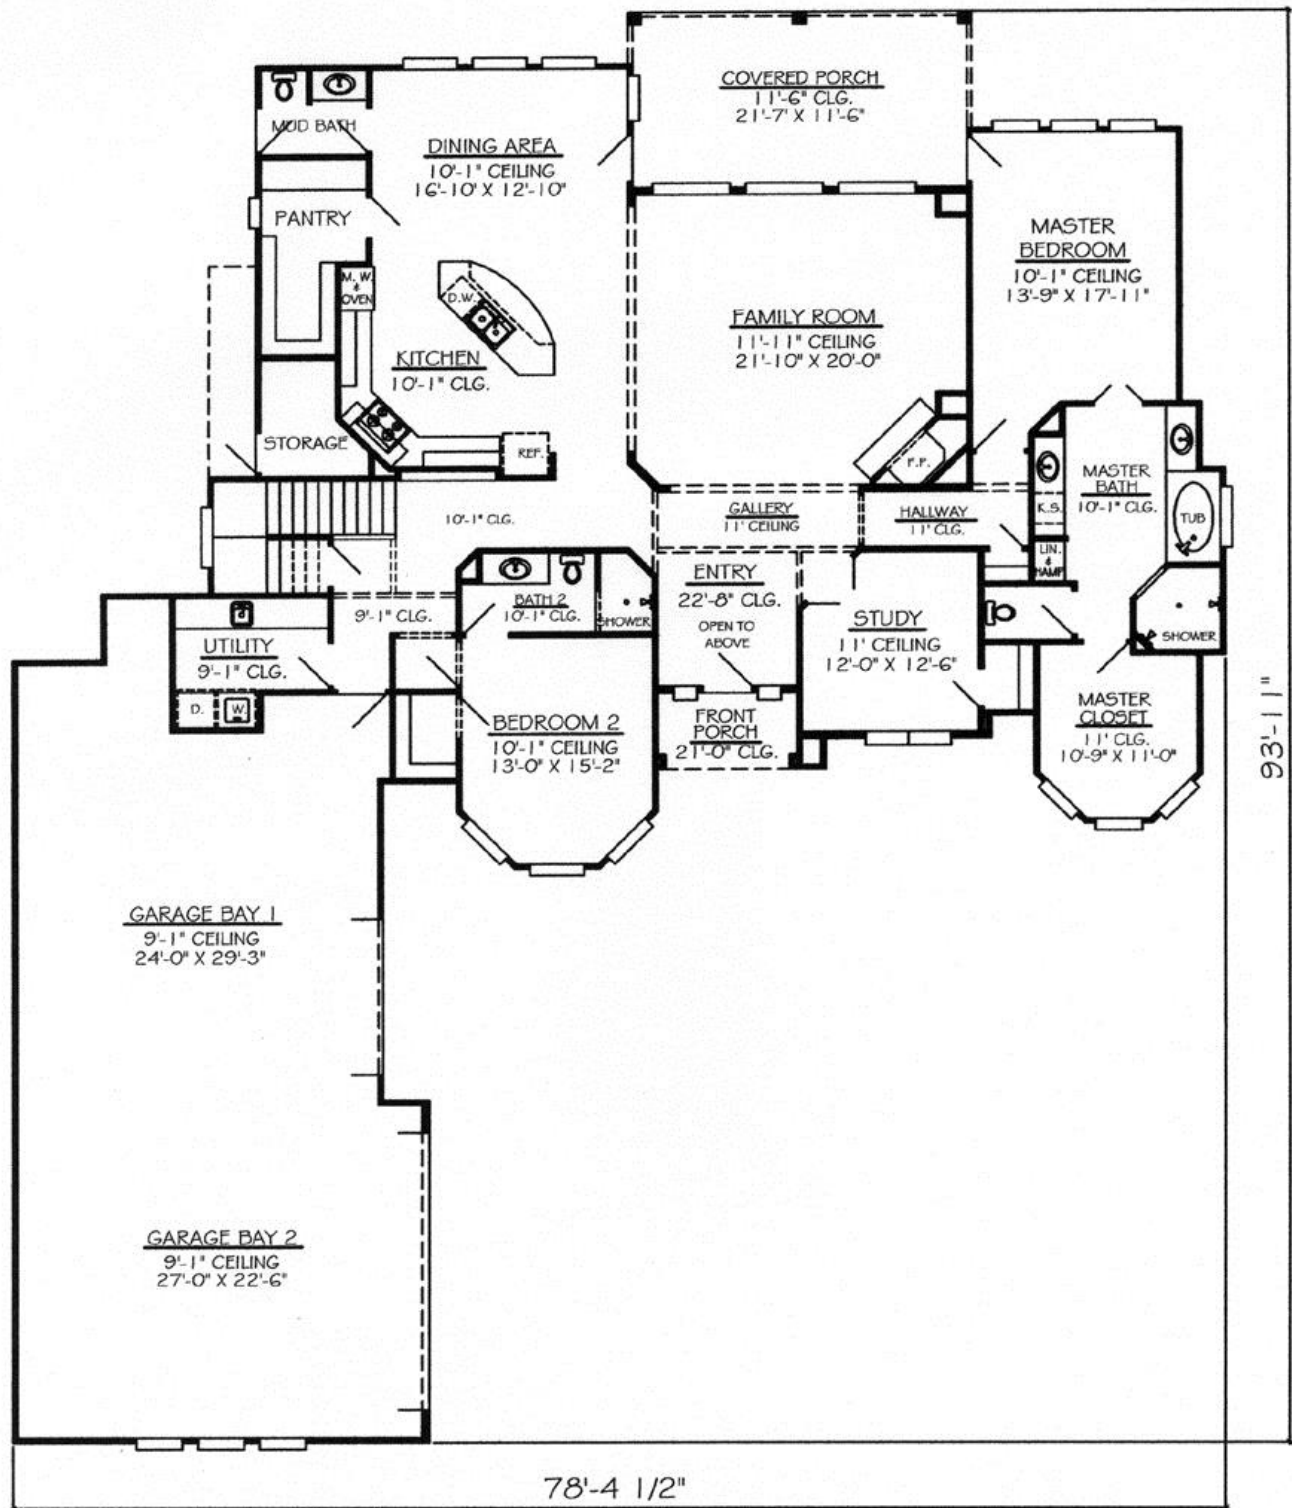 COVERED PORCH
11'-6" CLG.
21'-7' X 11'-6"
MUD BATH
DINING AREA
10'-1" CEILING
16'-10" X 12'-10"
PANTRY
MASTER
BEDROOM
10'-1" CEILING
13'-9" X 17'-11"
M. W.
&
OVEN
D.W.
FAMILY ROOM
11'-11" CEILING
21'-10" X 20'-0"
KITCHEN
10'-1" CLG.
STORAGE
REF.
F.P.
MASTER
BATH
10'-1" CLG.
K.S.
TUB
LIN.
&
HAMP.
10'-1" CLG.
GALLERY
11' CEILING
HALLWAY
11' CLG.
ENTRY
22'-8" CLG.
OPEN TO
ABOVE
BATH 2
10'-1" CLG.
SHOWER
9'-1" CLG.
STUDY
11' CEILING
12'-0" X 12'-6"
SHOWER
UTILITY
9'-1" CLG.
D.
W.
BEDROOM 2
10'-1" CEILING
13'-0" X 15'-2"
FRONT
PORCH
21'-0" CLG.
MASTER
CLOSET
11' CLG.
10'-9" X 11'-0"
93'-11"
GARAGE BAY 1
9'-1" CEILING
24'-0" X 29'-3"
GARAGE BAY 2
9'-1" CEILING
27'-0" X 22'-6"
78'-4 1/2"